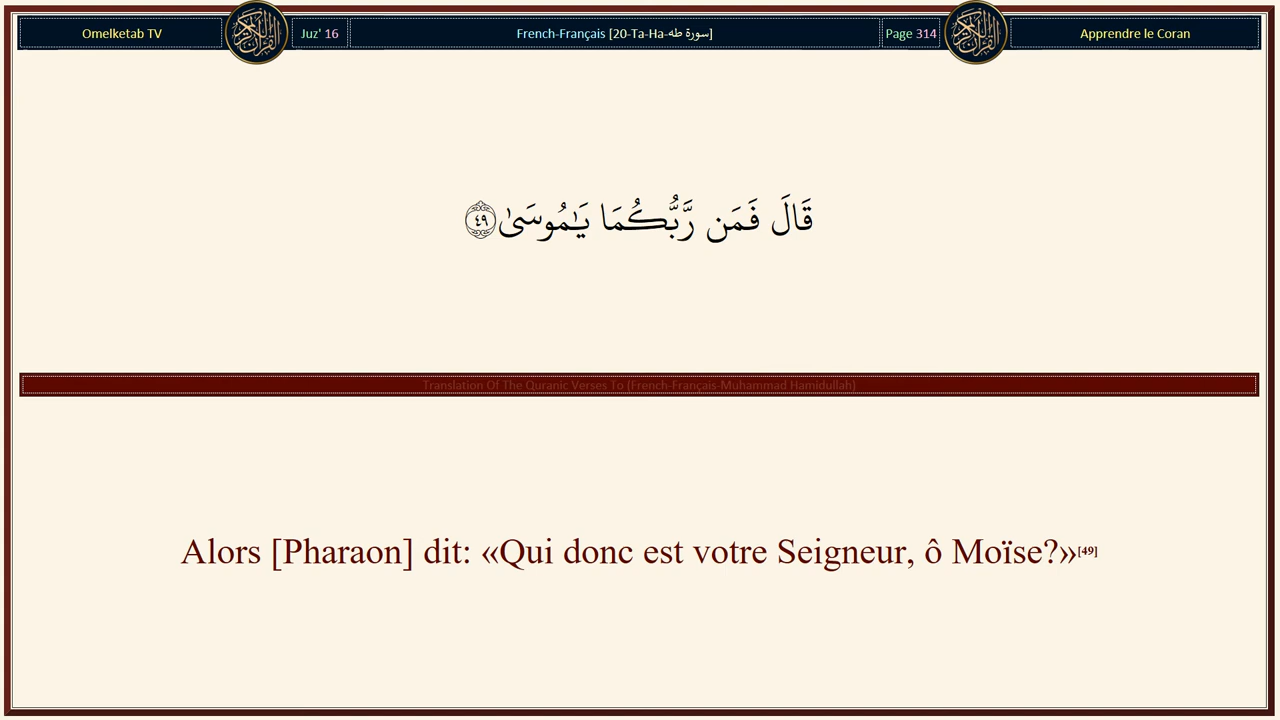 Omelketab TV
Juz' 16
French-Français [20-Ta-Ha-سورة طه]
Page 314
Apprendre le Coran
قَالَ فَمَن رَّبُّكُمَا يَـٰمُوسَىٰ ٤٩
Translation Of The Quranic Verses To (French-Français-Muhammad Hamidullah)
Alors [Pharaon] dit: «Qui donc est votre Seigneur, ô Moïse?»[49]